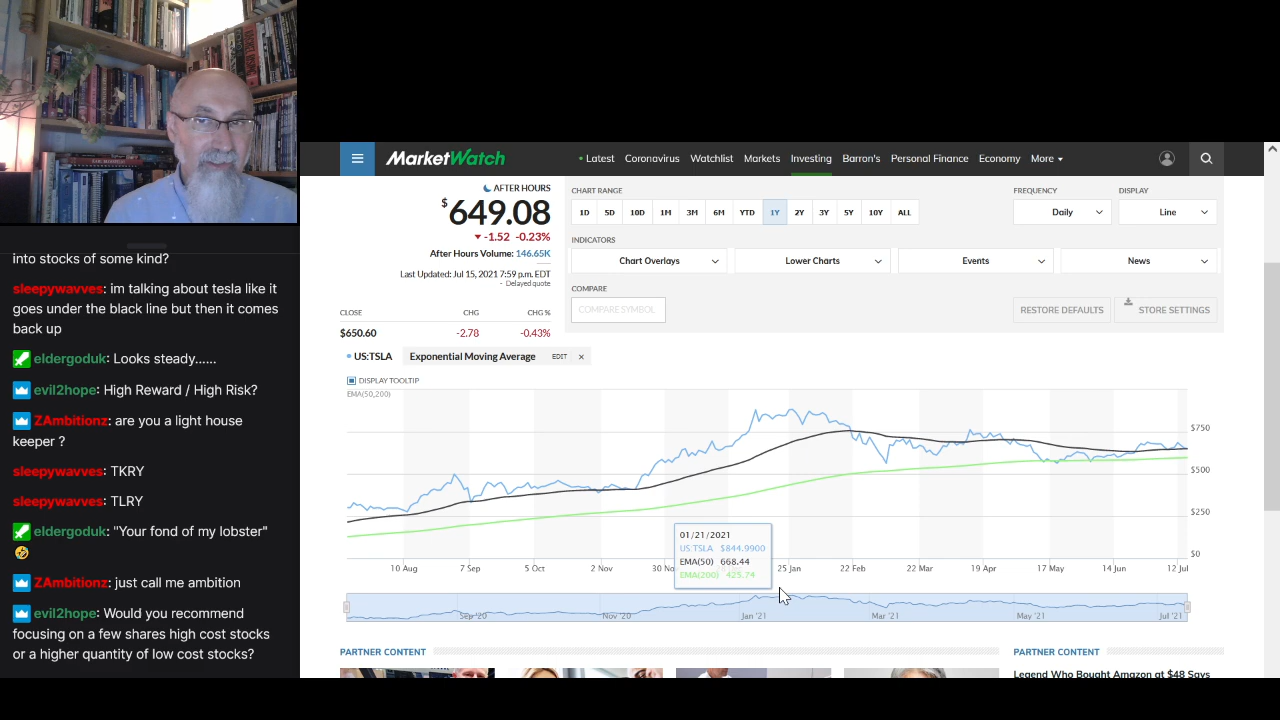 into stocks of some kind?
sleepywavves: im talking about tesla like it
goes under the black line but then it comes
back up
eldergoduk: Looks steady......
evil2hope: High Reward / High Risk?
ZAmbitionz: are you a light house
keeper ?
sleepywavves: TKRY
sleepywavves: TLRY
eldergoduk: "Your fond of my lobster"
🤣
ZAmbitionz: just call me ambition
evil2hope: Would you recommend
focusing on a few shares high cost stocks
or a higher quantity of low cost stocks?
MarketWatch
Latest Coronavirus Watchlist Markets Investing Barron's Personal Finance Economy More
AFTER HOURS
$649.08
-1.52 -0.23%
After Hours Volume: 146.65K
Last Updated: Jul 15, 2021 7:59 p.m. EDT
Delayed quote
CLOSE CHG CHG %
$650.60 -2.78 -0.43%
CHART RANGE
1D 5D 10D 1M 3M 6M YTD 1Y 2Y 3Y 5Y 10Y ALL
FREQUENCY DISPLAY
Daily Line
INDICATORS
Chart Overlays Lower Charts Events News
COMPARE
COMPARE SYMBOL RESTORE DEFAULTS STORE SETTINGS
US:TSLA Exponential Moving Average EDIT ×
DISPLAY TOOLTIP
EMA(50,200)
$750
$500
$250
$0
01/21/2021
US:TSLA $844.9900
EMA(50) 668.44
EMA(200) 425.74
10 Aug 7 Sep 5 Oct 2 Nov 30 No 25 Jan 22 Feb 22 Mar 19 Apr 17 May 14 Jun 12 Jul
Sep '20 Nov '20 Jan '21 Mar '21 May '21 Jul '21
PARTNER CONTENT PARTNER CONTENT
Legend Who Bought Amazon at $48 Says